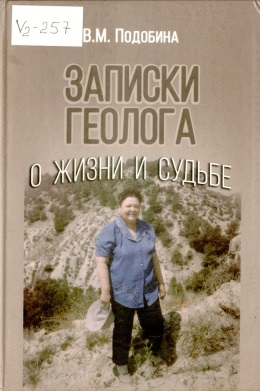 V2-257
В.М. ПОДОБИНА
ЗАПИСКИ
ГЕОЛОГА
О ЖИЗНИ И СУДЬБЕ